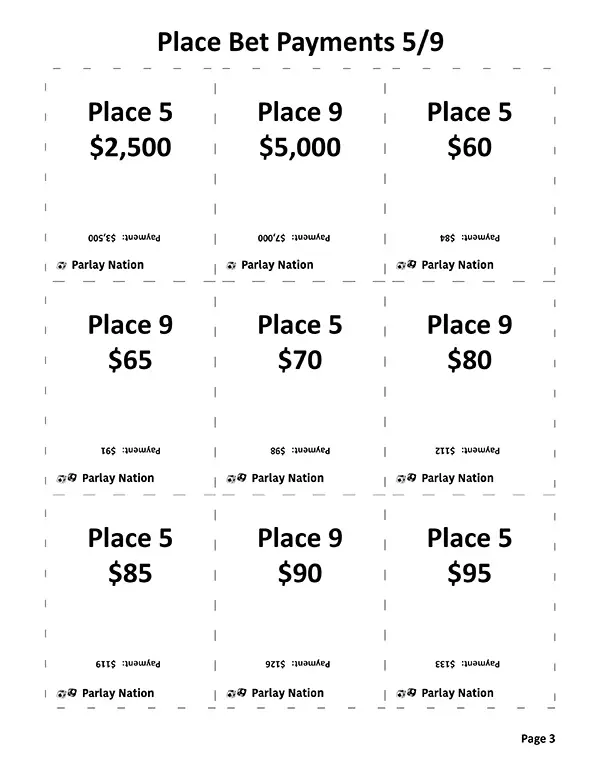 Place Bet Payments 5/9
Place 5
$2,500
Payment: $3,500
Parlay Nation
Place 9
$5,000
Payment: $7,000
Parlay Nation
Place 5
$60
Payment: $84
Parlay Nation
Place 9
$65
Payment: $91
Parlay Nation
Place 5
$70
Payment: $98
Parlay Nation
Place 9
$80
Payment: $112
Parlay Nation
Place 5
$85
Payment: $119
Parlay Nation
Place 9
$90
Payment: $126
Parlay Nation
Place 5
$95
Payment: $133
Parlay Nation
Page 3